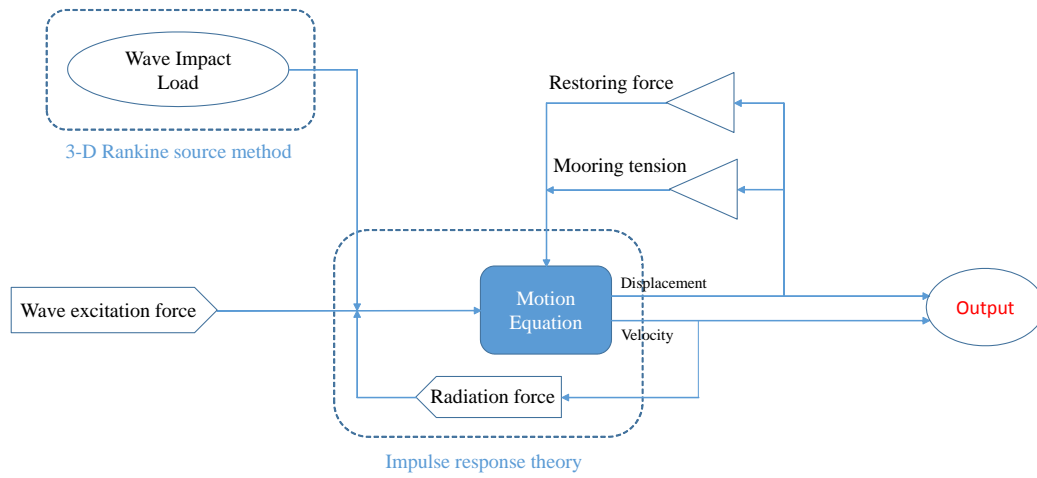 Wave Impact
Load
3-D Rankine source method
Restoring force
Mooring tension
Wave excitation force
Motion
Equation
Displacement
Velocity
Output
Radiation force
Impulse response theory